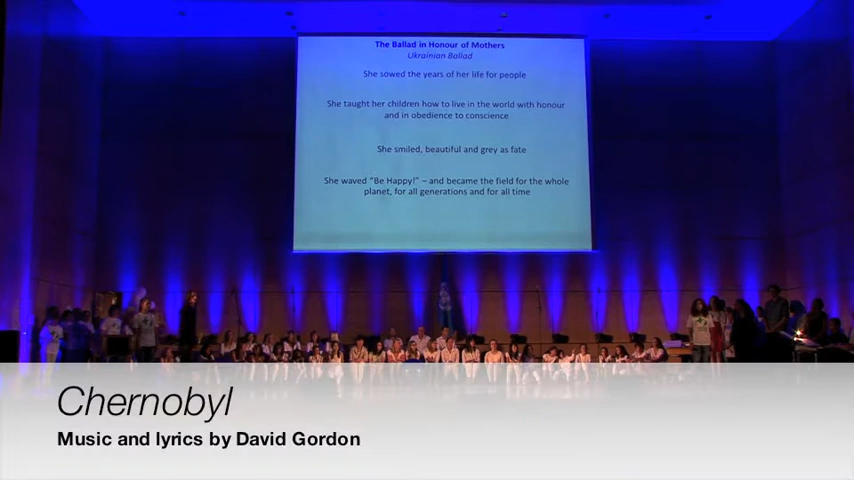 The Ballad in Honour of Mothers
Ukrainian Ballad
She sowed the years of her life for people
She taught her children how to live in the world with honour
and in obedience to conscience
She smiled, beautiful and grey as fate
She waved "Be Happy!" – and became the field for the whole
planet, for all generations and for all time
Chernobyl
Music and lyrics by David Gordon